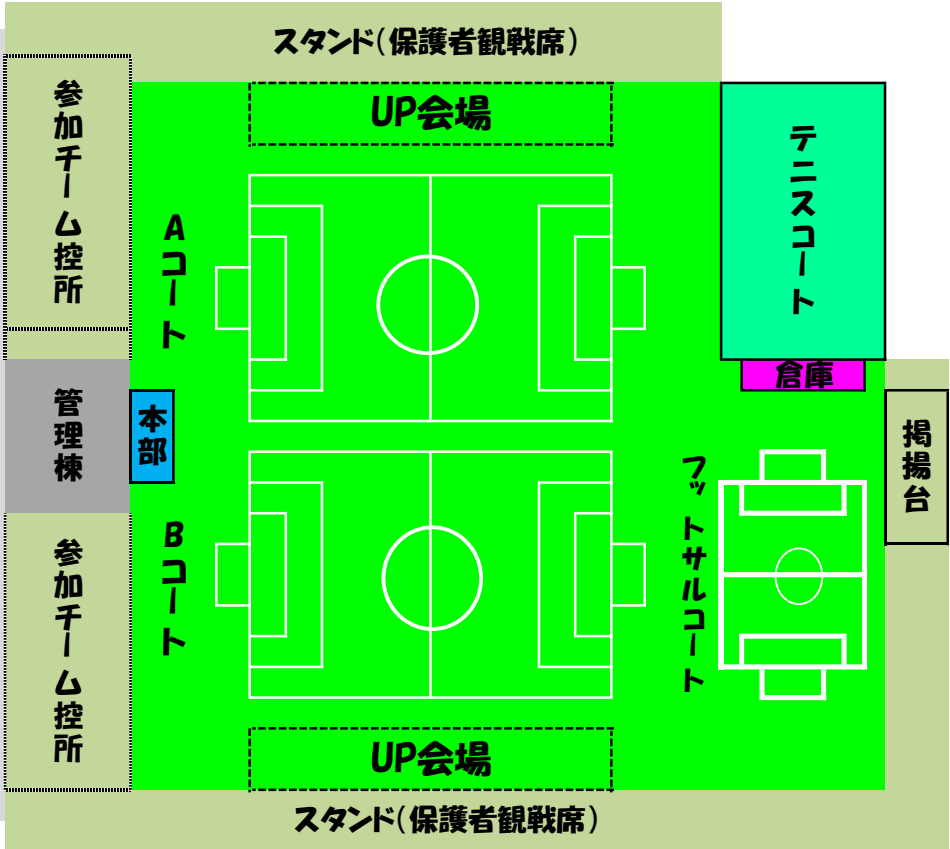 スタンド（保護者観戦席）
UP会場
参加チーム控所
Aコート
テニスコート
倉庫
管理棟
本部
掲揚台
フットサルコート
Bコート
参加チーム控所
UP会場
スタンド（保護者観戦席）